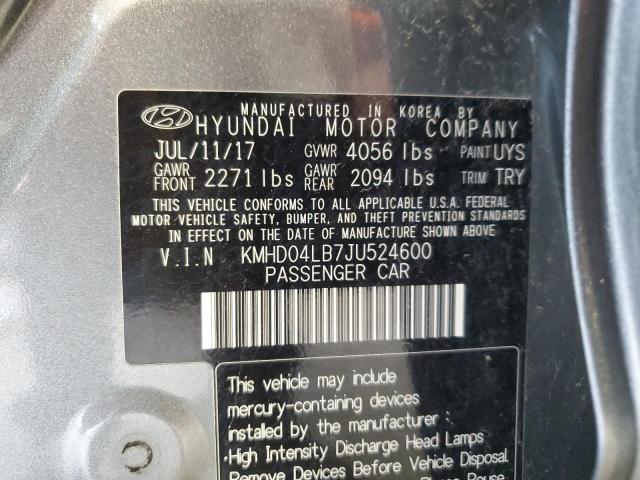 MANUFACTURED IN KOREA BY
HYUNDAI MOTOR COMPANY
JUL/11/17 GVWR 4056 lbs PAINT UYS
GAWR FRONT 2271 lbs GAWR REAR 2094 lbs TRIM TRY
THIS VEHICLE CONFORMS TO ALL APPLICABLE U.S.A. FEDERAL
MOTOR VEHICLE SAFETY, BUMPER, AND THEFT PREVENTION STANDARDS
IN EFFECT ON THE DATE OF MANUFACTURE SHOWN ABOVE.
V.I.N KMHD04LB7JU524600
PASSENGER CAR
This vehicle may include
mercury-containing devices
installed by the manufacturer :
·High Intensity Discharge Head Lamps
Remove Devices Before Vehicle Disposal